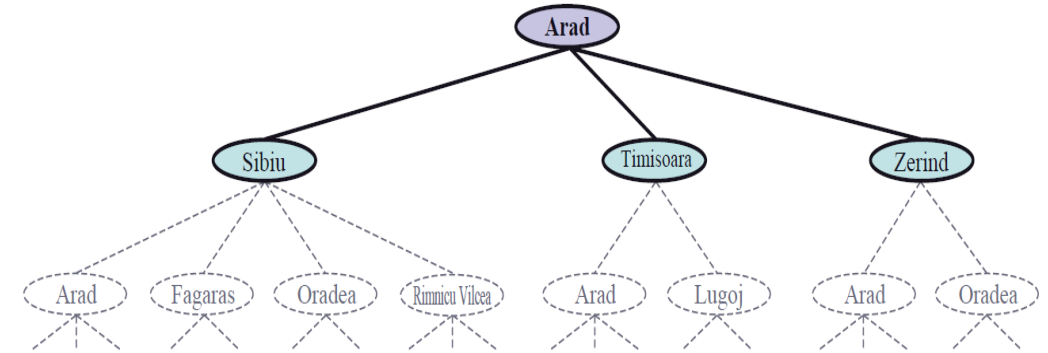 Arad
Sibiu
Timisoara
Zerind
Arad
Fagaras
Oradea
Rimnicu Vilcea
Arad
Lugoj
Arad
Oradea